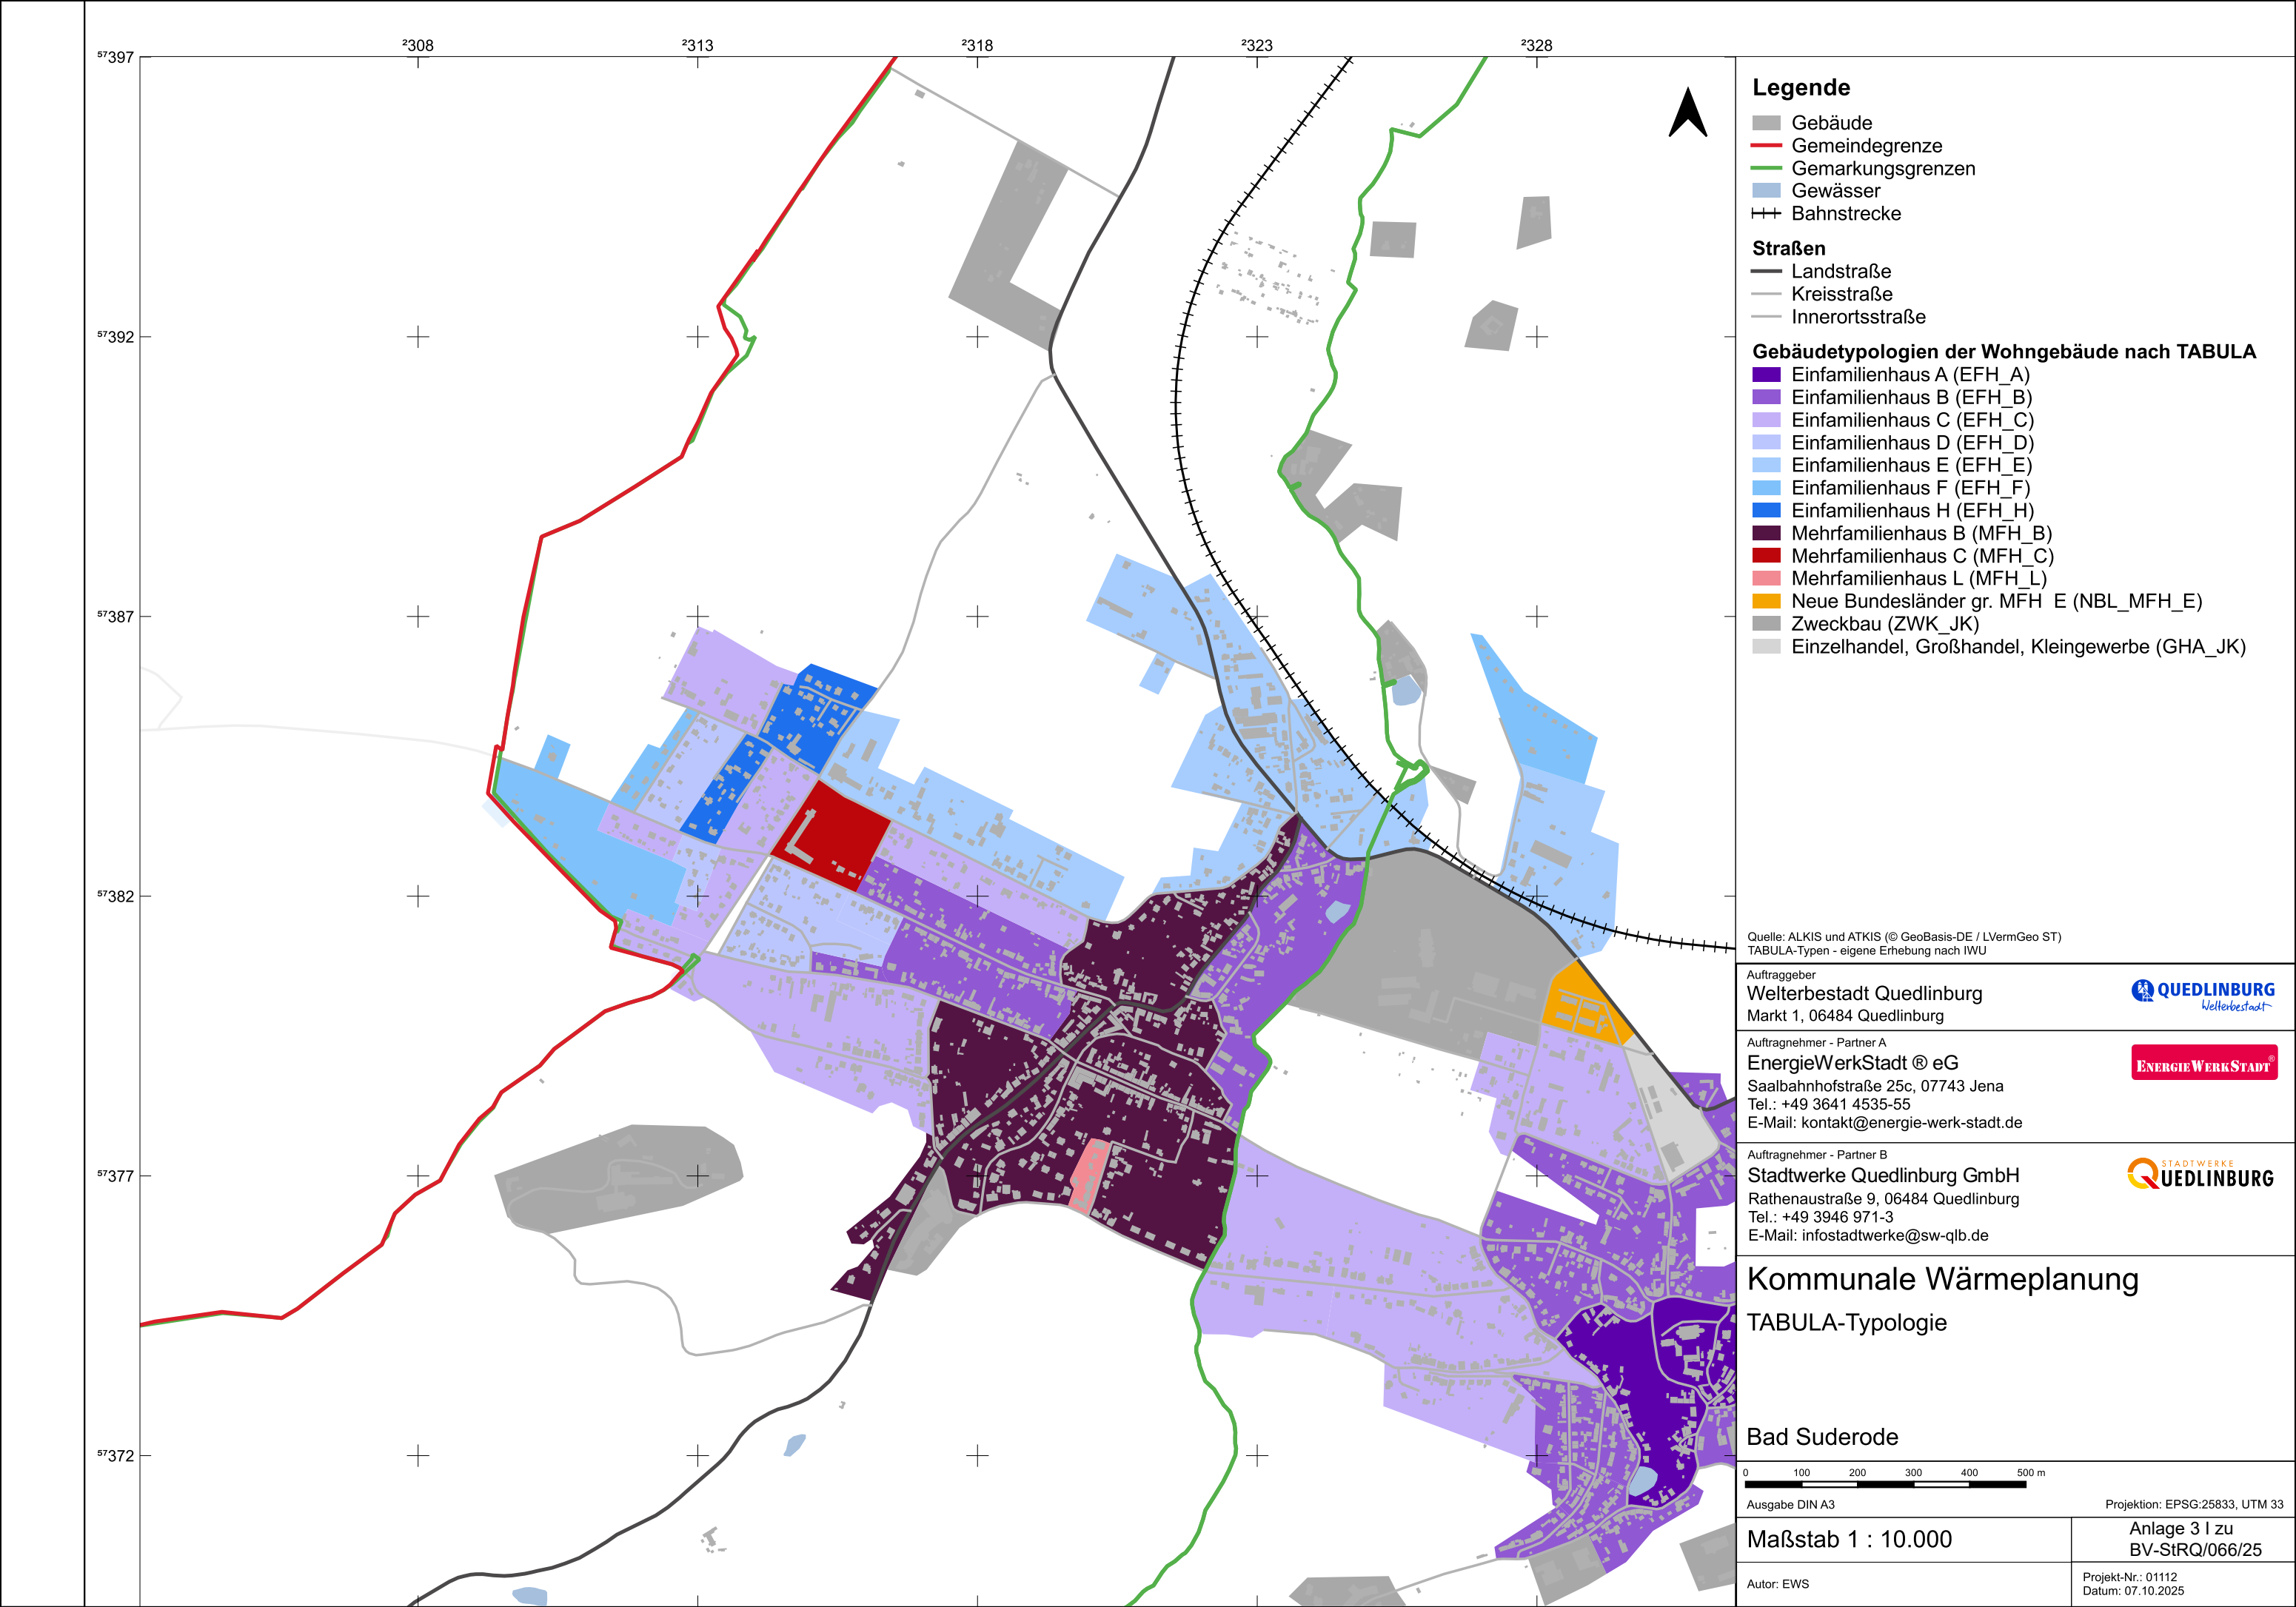 ²308
²313
²318
²323
²328
⁵⁷397
⁵⁷392
⁵⁷387
⁵⁷382
⁵⁷377
⁵⁷372
Legende
Gebäude
Gemeindegrenze
Gemarkungsgrenzen
Gewässer
Bahnstrecke
Straßen
Landstraße
Kreisstraße
Innerortsstraße
Gebäudetypologien der Wohngebäude nach TABULA
Einfamilienhaus A (EFH_A)
Einfamilienhaus B (EFH_B)
Einfamilienhaus C (EFH_C)
Einfamilienhaus D (EFH_D)
Einfamilienhaus E (EFH_E)
Einfamilienhaus F (EFH_F)
Einfamilienhaus H (EFH_H)
Mehrfamilienhaus B (MFH_B)
Mehrfamilienhaus C (MFH_C)
Mehrfamilienhaus L (MFH_L)
Neue Bundesländer gr. MFH E (NBL_MFH_E)
Zweckbau (ZWK_JK)
Einzelhandel, Großhandel, Kleingewerbe (GHA_JK)
Quelle: ALKIS und ATKIS (© GeoBasis-DE / LVermGeo ST)
TABULA-Typen - eigene Erhebung nach IWU
Auftraggeber
Welterbestadt Quedlinburg
Markt 1, 06484 Quedlinburg
QUEDLINBURG
Welterbestadt
Auftragnehmer - Partner A
EnergieWerkStadt ® eG
Saalbahnhofstraße 25c, 07743 Jena
Tel.: +49 3641 4535-55
E-Mail: kontakt@energie-werk-stadt.de
ENERGIEWERKSTADT®
Auftragnehmer - Partner B
Stadtwerke Quedlinburg GmbH
Rathenaustraße 9, 06484 Quedlinburg
Tel.: +49 3946 971-3
E-Mail: infostadtwerke@sw-qlb.de
STADTWERKE
QUEDLINBURG
Kommunale Wärmeplanung
TABULA-Typologie
Bad Suderode
0 100 200 300 400 500 m
Ausgabe DIN A3
Projektion: EPSG:25833, UTM 33
Maßstab 1 : 10.000
Anlage 3 I zu
BV-StRQ/066/25
Autor: EWS
Projekt-Nr.: 01112
Datum: 07.10.2025